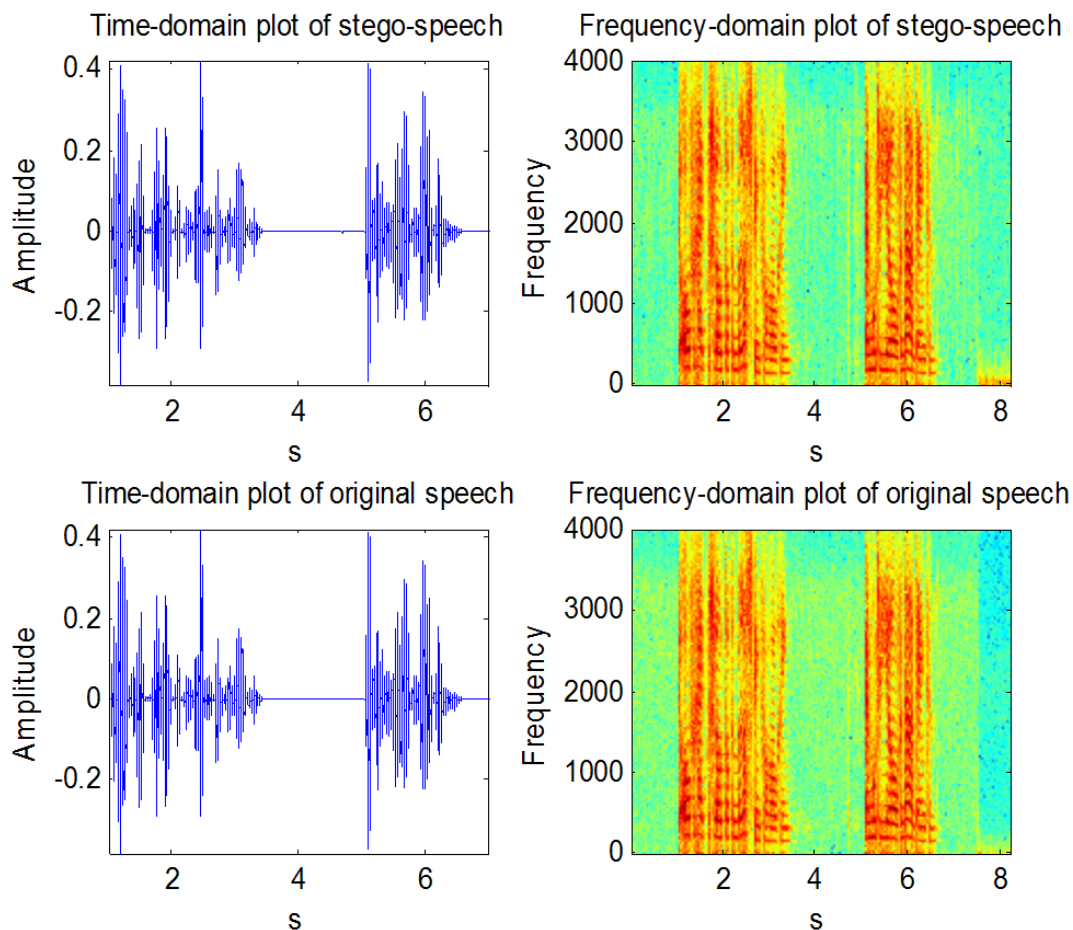 Time-domain plot of stego-speech
Amplitude
0.4
0.2
0
-0.2
2
4
6
s
Frequency-domain plot of stego-speech
Frequency
4000
3000
2000
1000
0
2
4
6
8
s
Time-domain plot of original speech
Amplitude
0.4
0.2
0
-0.2
2
4
6
s
Frequency-domain plot of original speech
Frequency
4000
3000
2000
1000
0
2
4
6
8
s